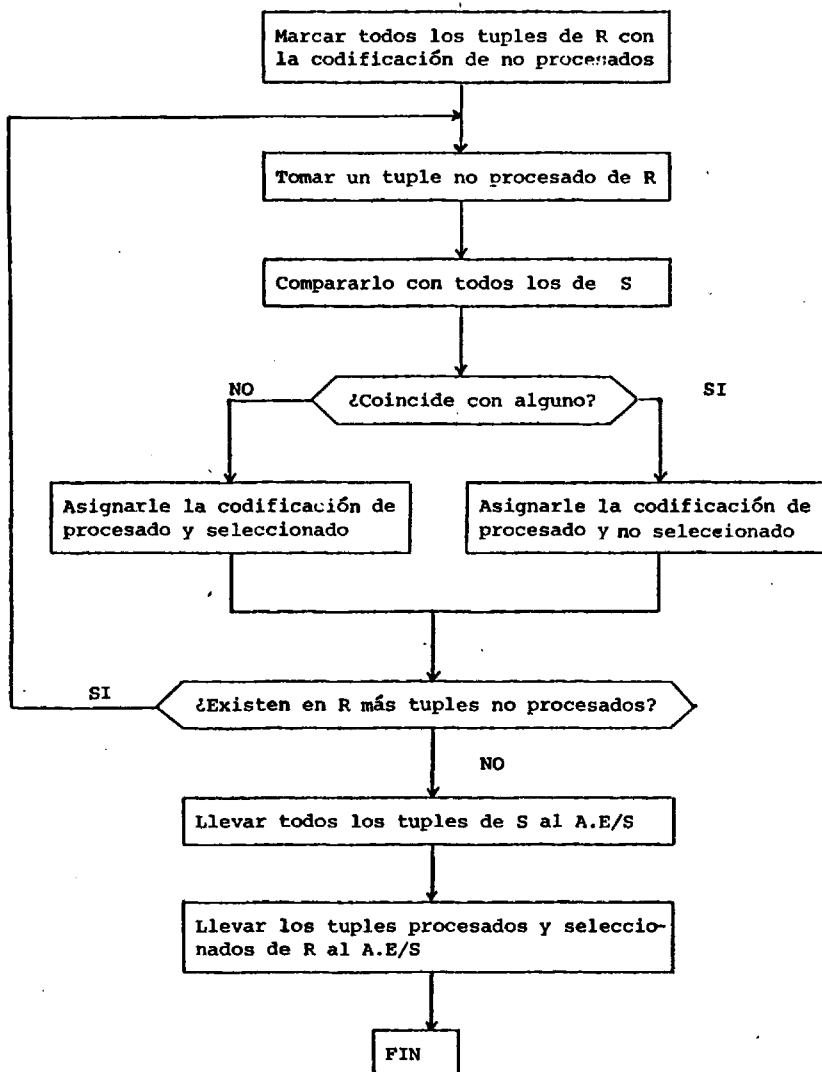 Marcar todos los tuples de R con
la codificación de no procesados
Tomar un tuple no procesado de R
Compararlo con todos los de S
¿Coincide con alguno?
NO
SI
Asignarle la codificación de
procesado y seleccionado
Asignarle la codificación de
procesado y no seleccionado
¿Existen en R más tuples no procesados?
SI
NO
Llevar todos los tuples de S al A.E/S
Llevar los tuples procesados y seleccio-
nados de R al A.E/S
FIN